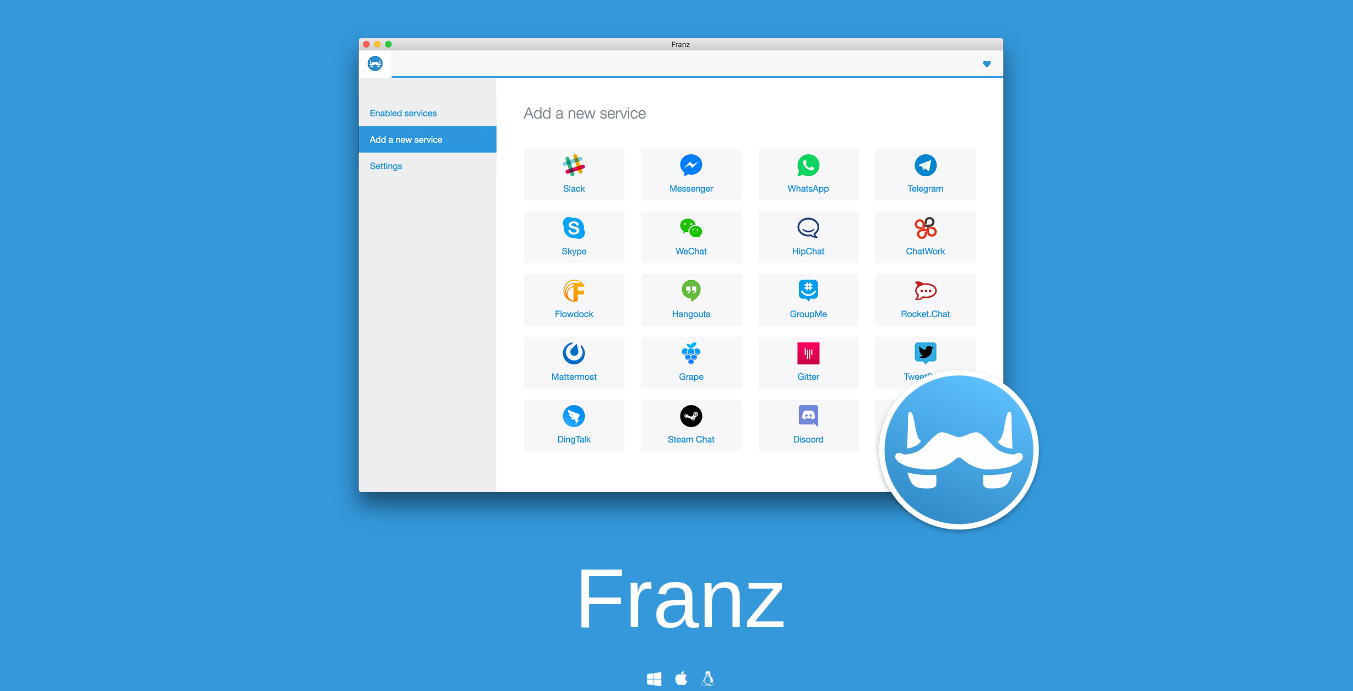 Franz
Enabled services
Add a new service
Settings
Add a new service
Slack
Messenger
WhatsApp
Telegram
Skype
WeChat
HipChat
ChatWork
Flowdock
Hangouts
GroupMe
Rocket.Chat
Mattermost
Grape
Gitter
DingTalk
Steam Chat
Discord
Franz